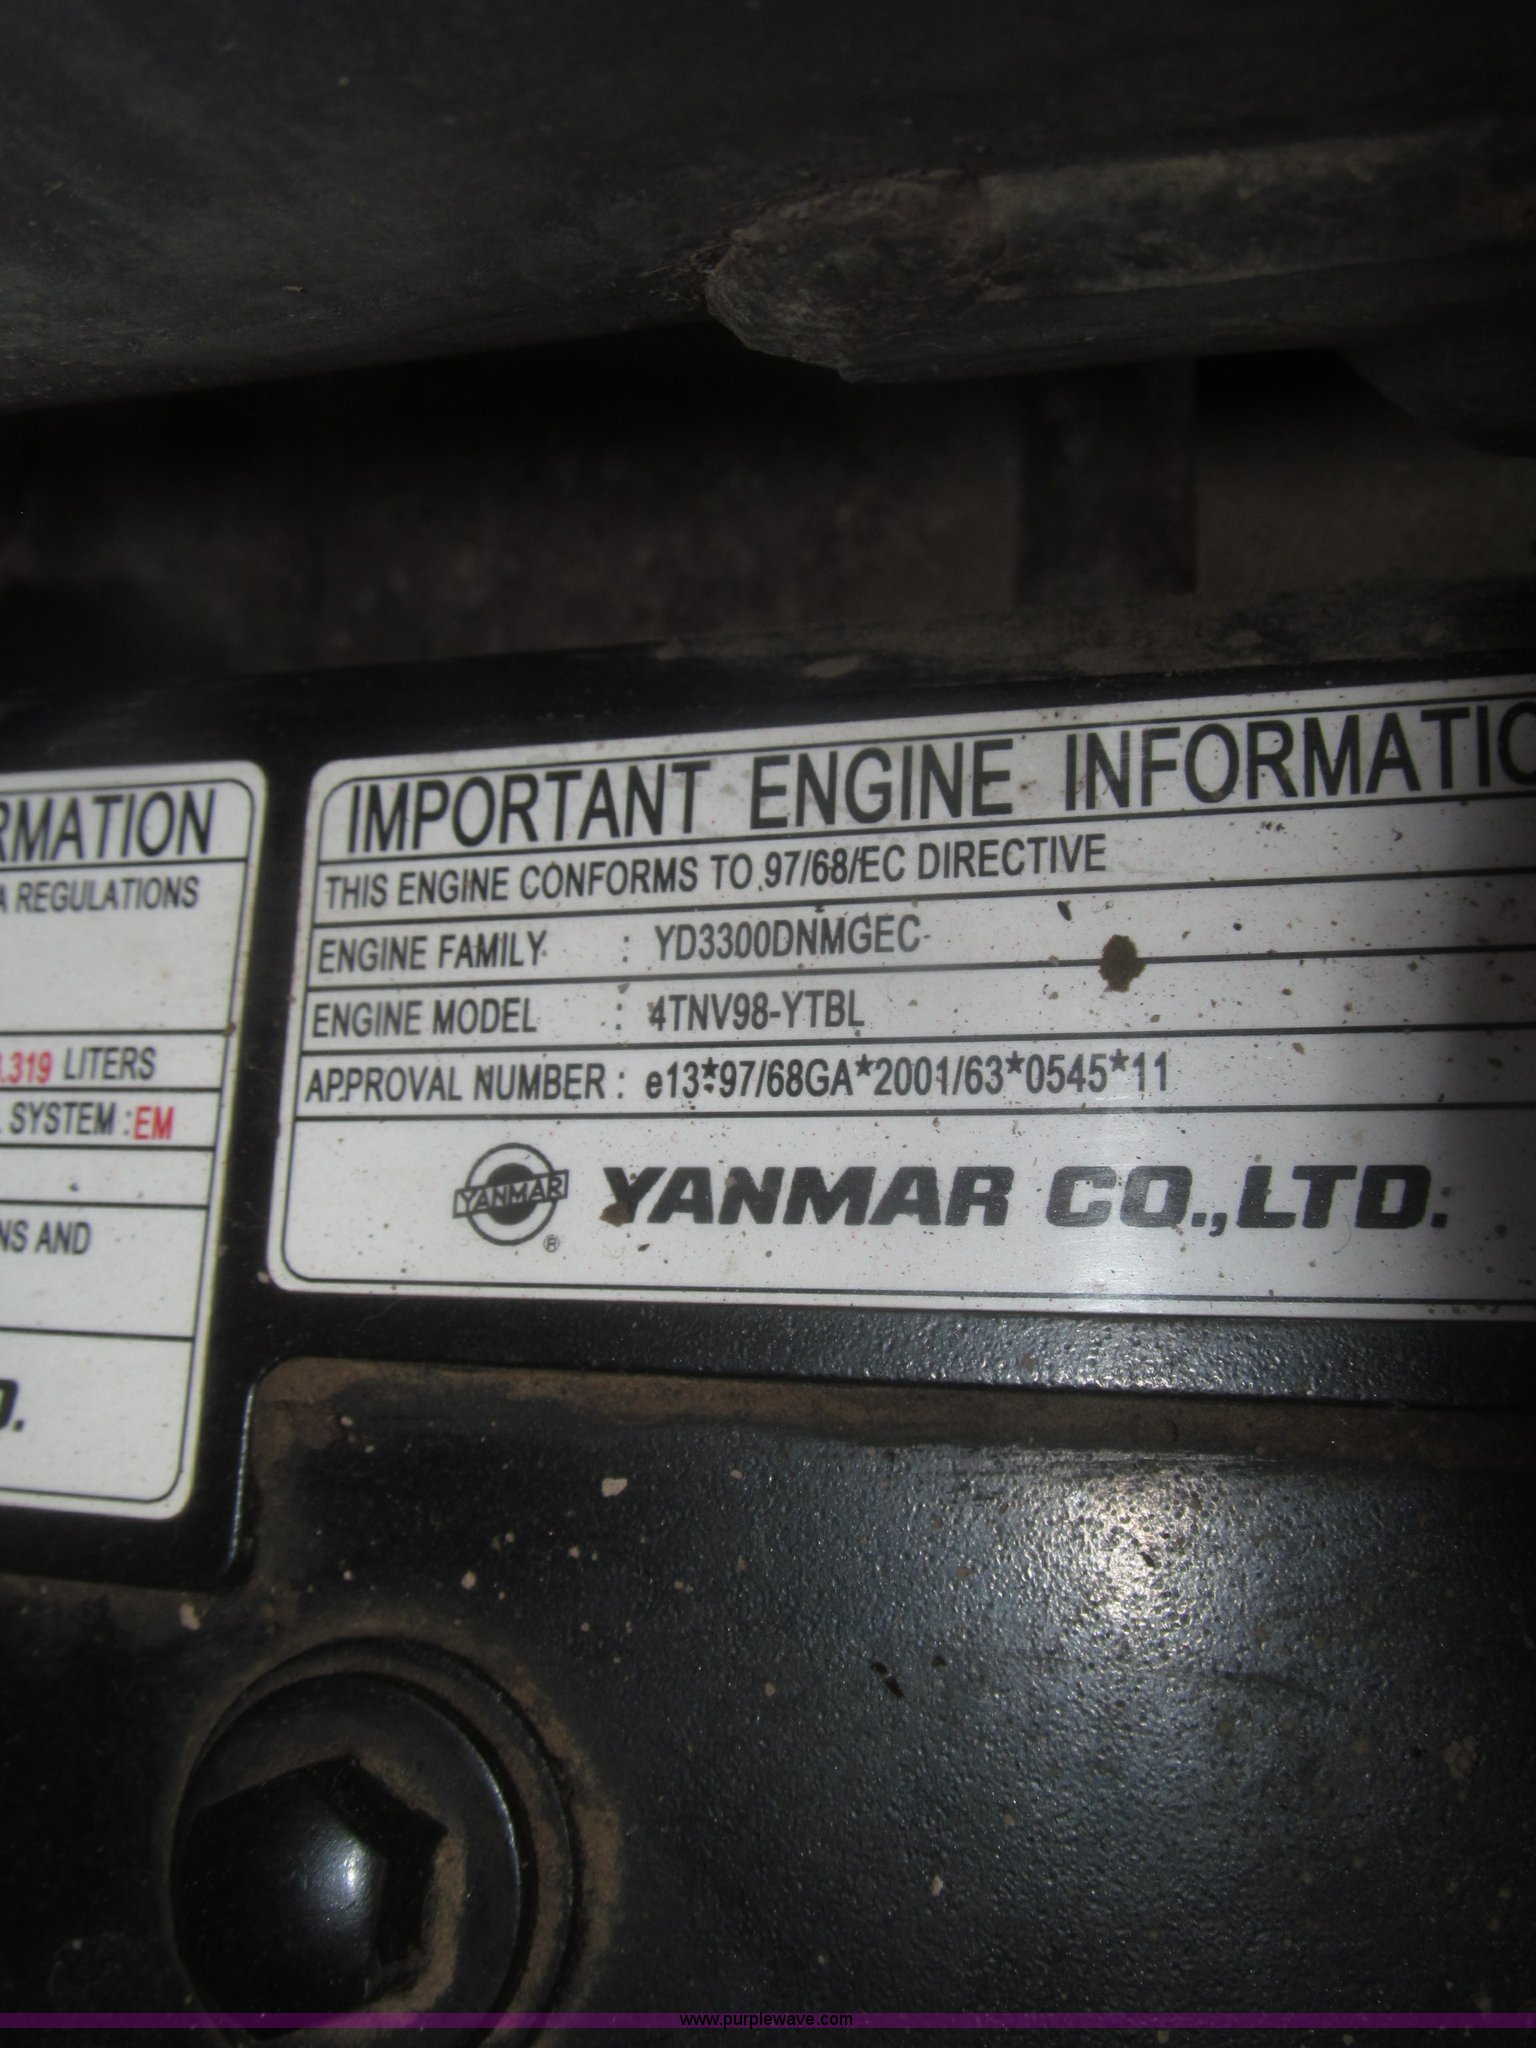 RMATION
A REGULATIONS
.319 LITERS
SYSTEM : EM
NS AND
IMPORTANT ENGINE INFORMATIO
THIS ENGINE CONFORMS TO 97/68/EC DIRECTIVE
ENGINE FAMILY : YD3300DNMGEC
ENGINE MODEL : 4TNV98-YTBL
APPROVAL NUMBER : e13*97/68GA*2001/63*0545*11
YANMAR ® YANMAR CO.,LTD.
www.purplewave.com